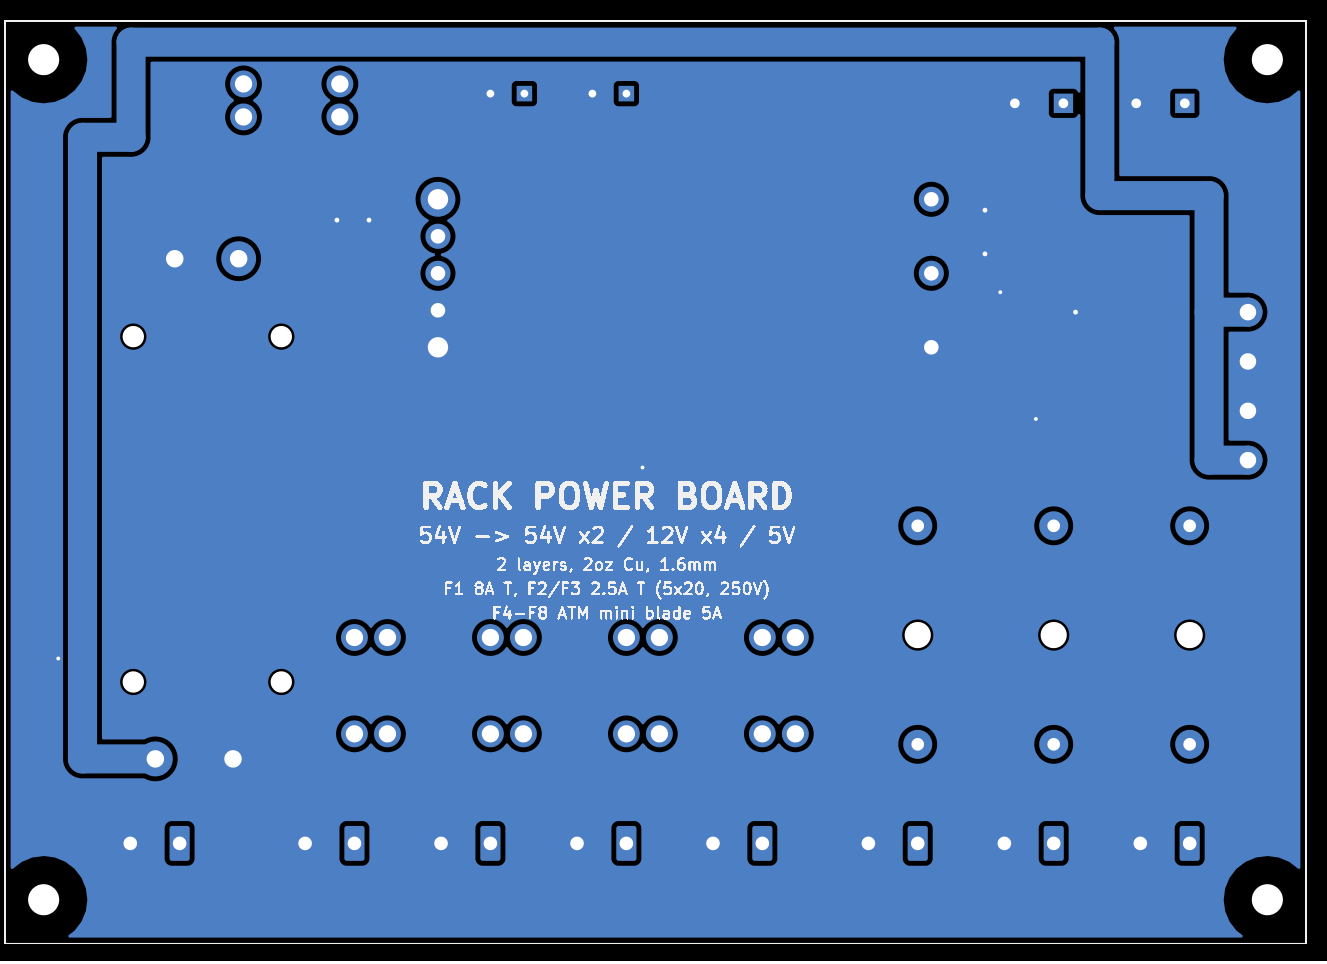 RACK POWER BOARD
54V -> 54V x2 / 12V x4 / 5V
2 layers, 2oz Cu, 1.6mm
F1 8A T, F2/F3 2.5A T (5x20, 250V)
F4-F8 ATM mini blade 5A